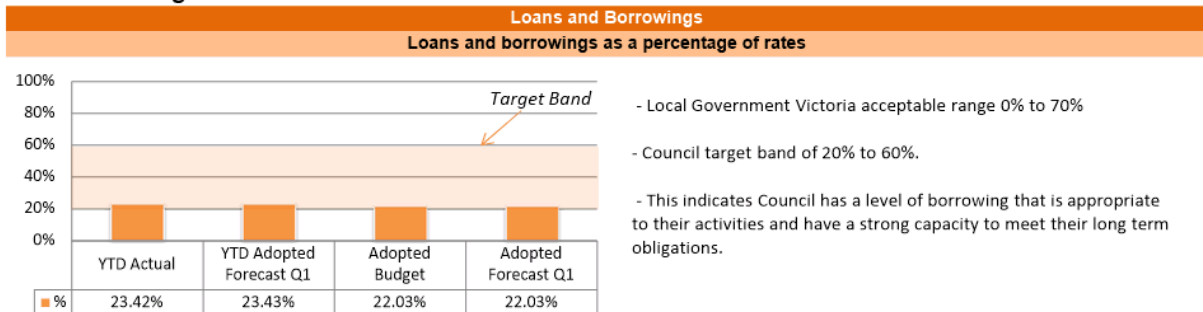 Loans and Borrowings
Loans and borrowings as a percentage of rates
100%
80%
60%
40%
20%
0%
Target Band
YTD Actual
YTD Adopted
Forecast Q1
Adopted
Budget
Adopted
Forecast Q1
% 23.42% 23.43% 22.03% 22.03%
- Local Government Victoria acceptable range 0% to 70%
- Council target band of 20% to 60%.
- This indicates Council has a level of borrowing that is appropriate
to their activities and have a strong capacity to meet their long term
obligations.